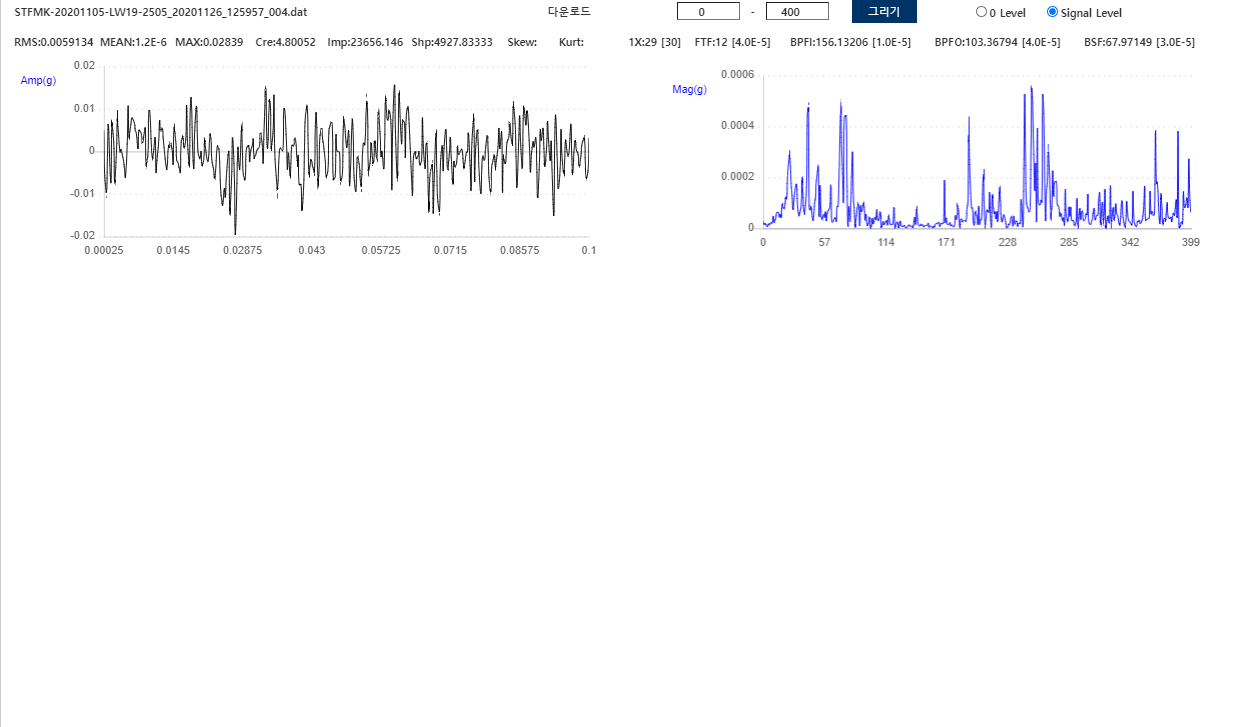 STFMK-20201105-LW19-2505_20201126_125957_004.dat 다운로드 0 - 400 그리기 0 Level Signal Level
RMS:0.0059134 MEAN:1.2E-6 MAX:0.02839 Cre:4.80052 Imp:23656.146 Shp:4927.83333 Skew: Kurt: 1X:29 [30] FTF:12 [4.0E-5] BPFI:156.13206 [1.0E-5] BPFO:103.36794 [4.0E-5] BSF:67.97149 [3.0E-5]
Amp(g)
0.02
0.01
0
-0.01
-0.02
0.00025 0.0145 0.02875 0.043 0.05725 0.0715 0.08575 0.1
Mag(g)
0.0006
0.0004
0.0002
0
0 57 114 171 228 285 342 399